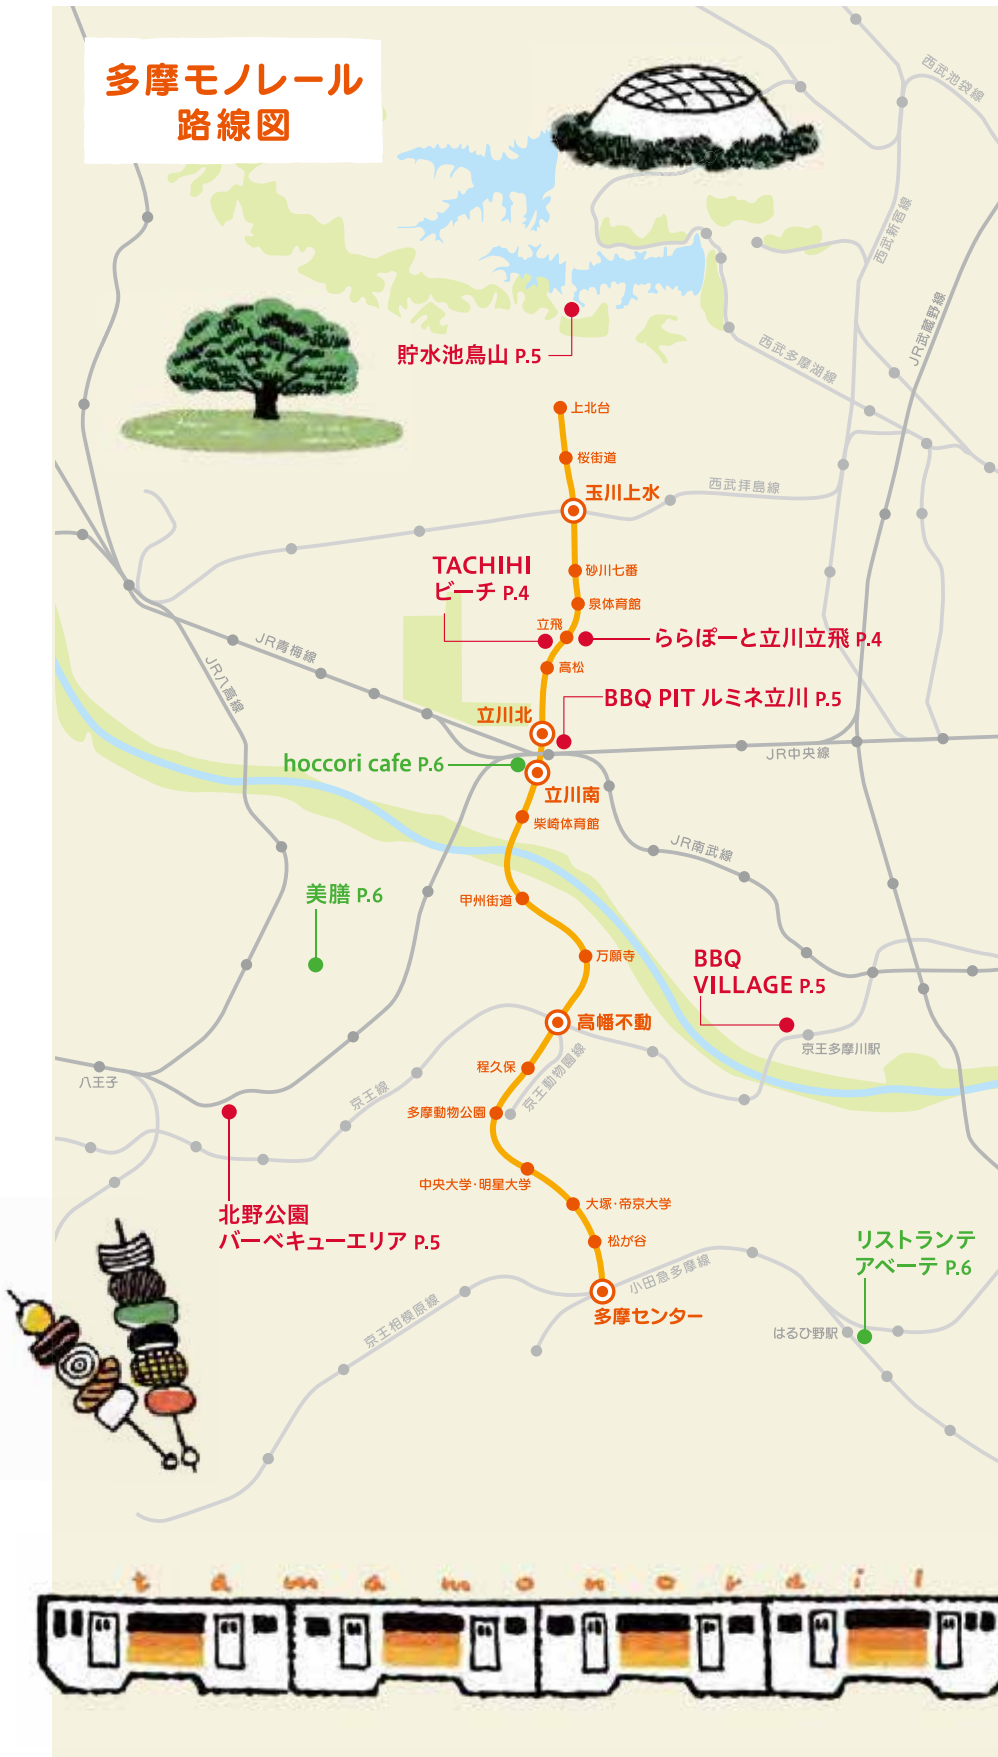 多摩モノレール
路線図
西武池袋線
西武新宿線
JR武蔵野線
貯水池鳥山 P.5
西武多摩湖線
上北台
桜街道
玉川上水
西武拝島線
TACHIHI
ビーチ P.4
砂川七番
泉体育館
立飛
ららぽーと立川立飛 P.4
JR青梅線
JR八高線
高松
BBQ PIT ルミネ立川 P.5
立川北
JR中央線
hoccori cafe P.6
立川南
柴崎体育館
JR南武線
美膳 P.6
甲州街道
万願寺
BBQ
VILLAGE P.5
高幡不動
京王多摩川駅
八王子
京王線
程久保
京王動物園線
多摩動物公園
中央大学・明星大学
大塚・帝京大学
北野公園
バーベキューエリア P.5
松が谷
リストランテ
アベーテ P.6
小田急多摩線
京王相模原線
多摩センター
はるひ野駅
tamamonorail